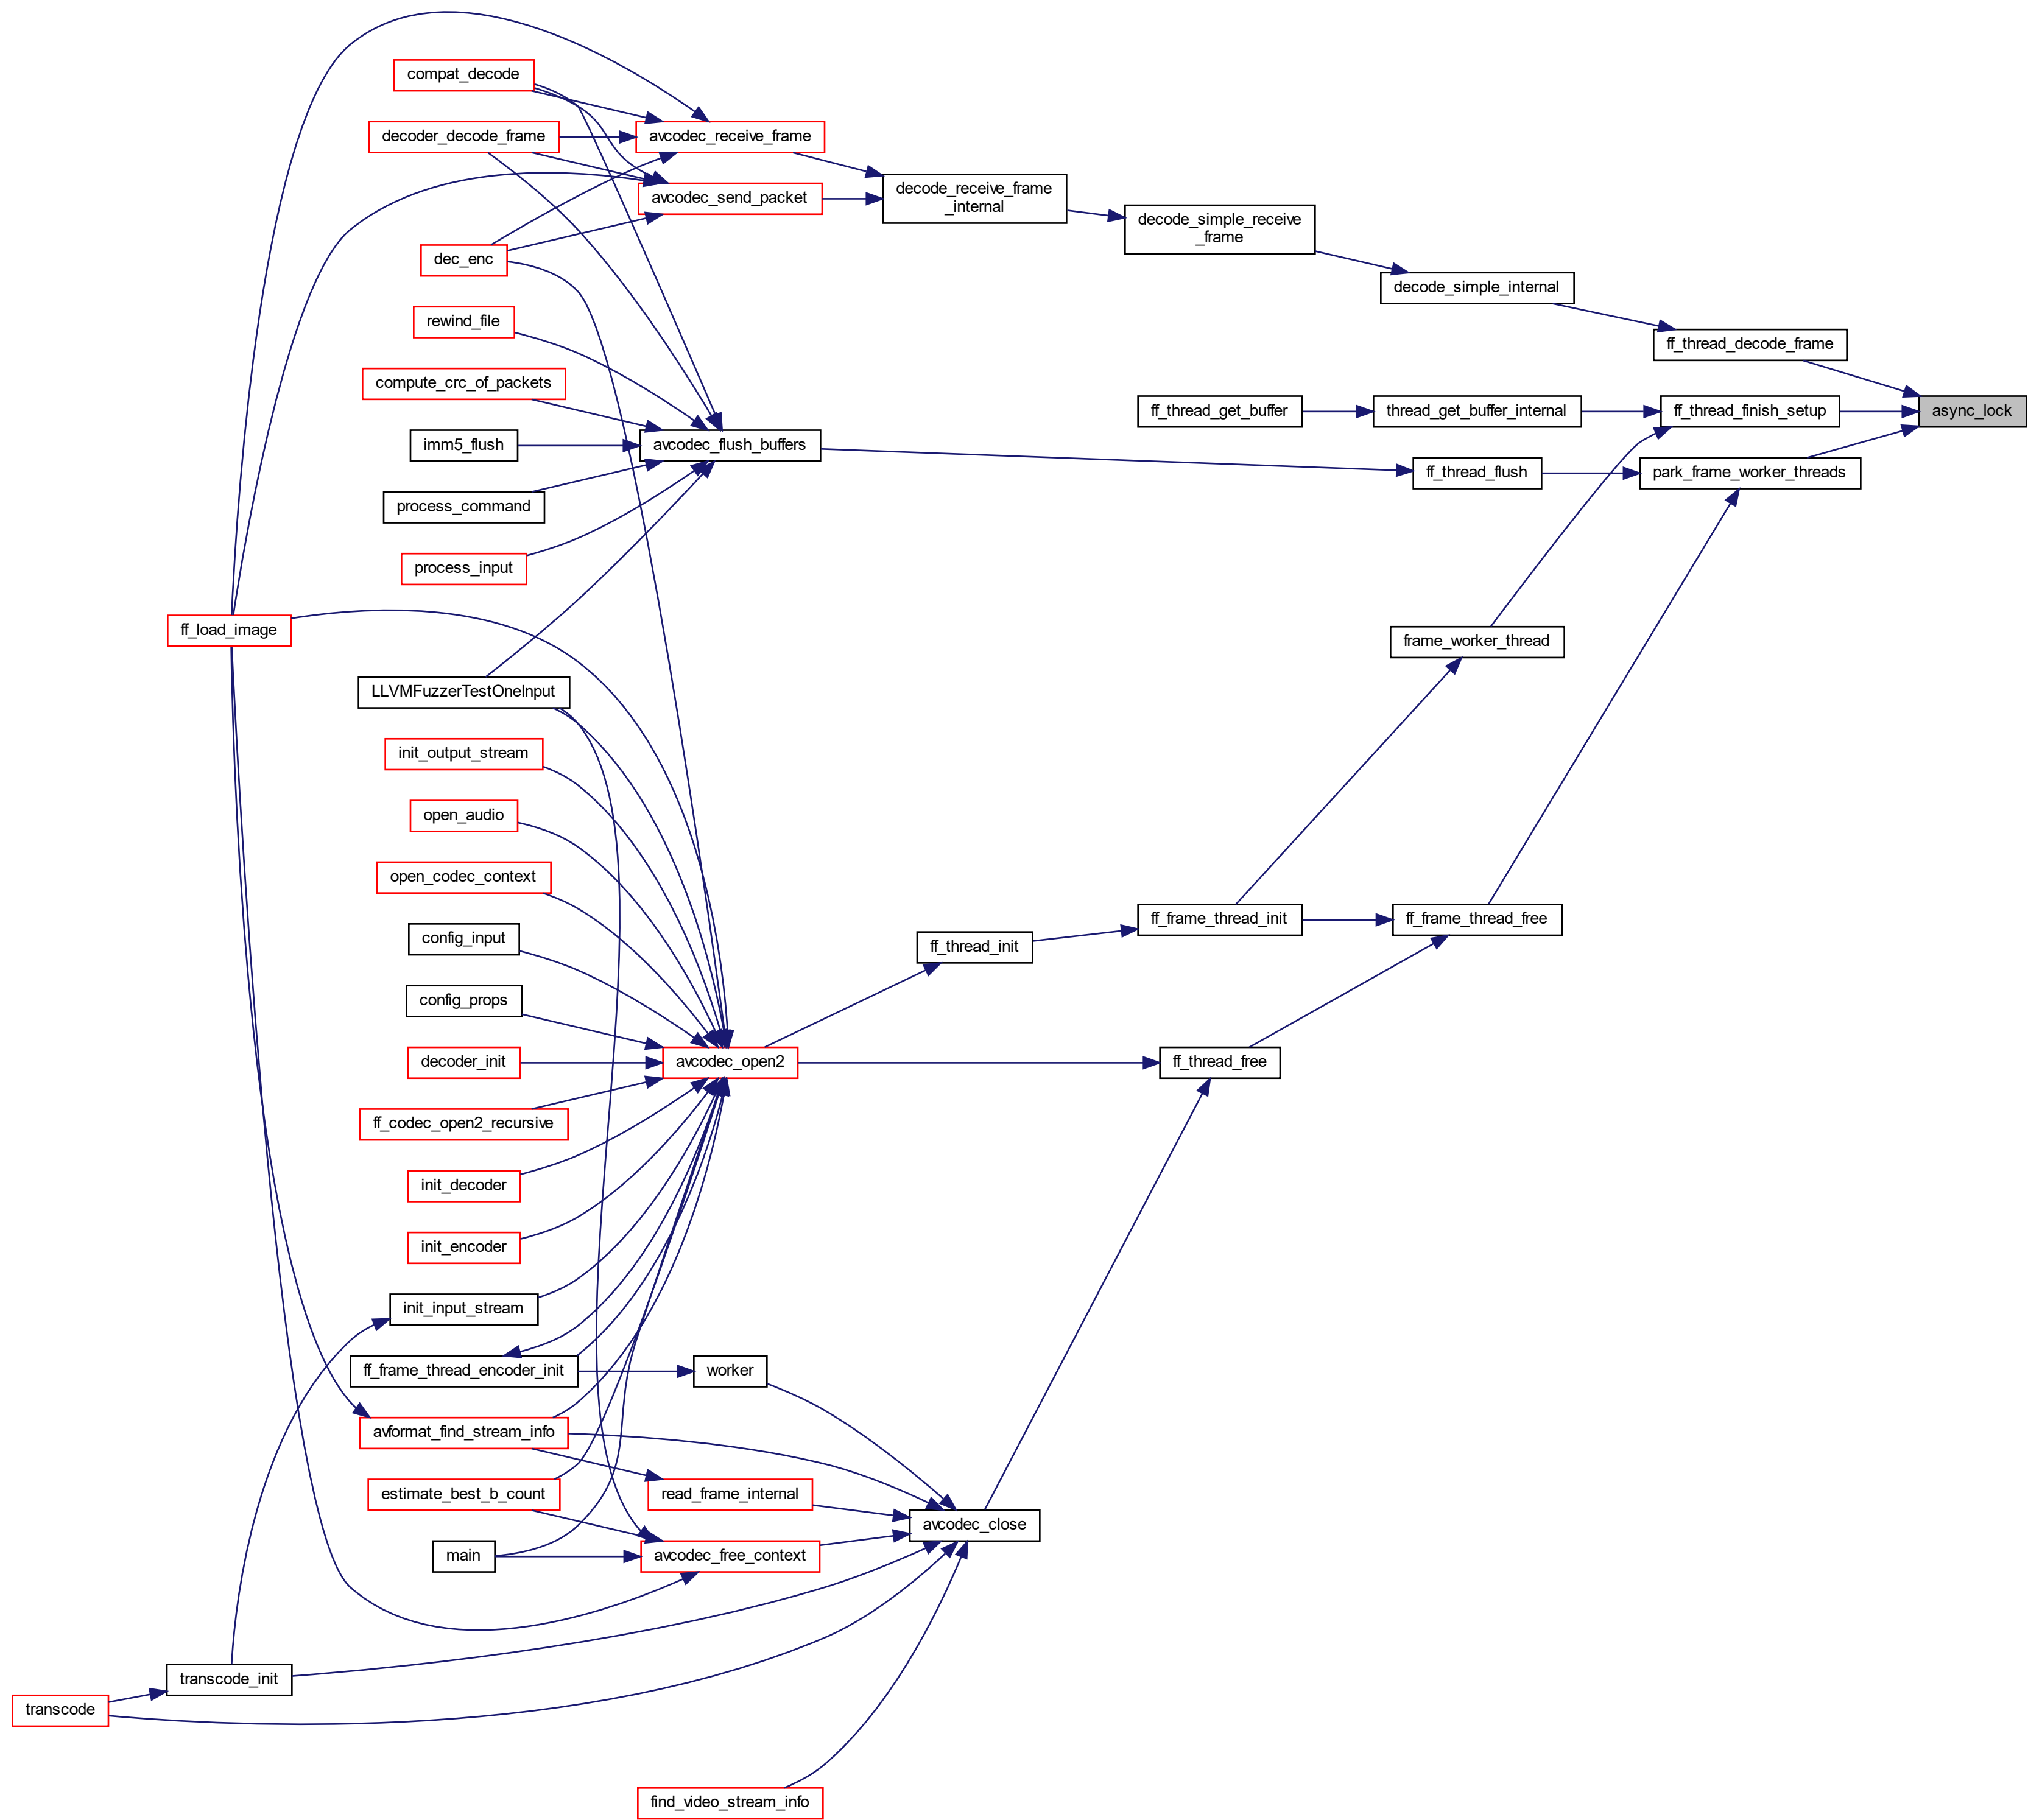 compat_decode
decoder_decode_frame
avcodec_receive_frame
avcodec_send_packet
decode_receive_frame
_internal
decode_simple_receive
_frame
dec_enc
decode_simple_internal
rewind_file
ff_thread_decode_frame
compute_crc_of_packets
ff_thread_get_buffer
thread_get_buffer_internal
ff_thread_finish_setup
async_lock
imm5_flush
avcodec_flush_buffers
ff_thread_flush
park_frame_worker_threads
process_command
process_input
ff_load_image
frame_worker_thread
LLVMFuzzerTestOneInput
init_output_stream
open_audio
open_codec_context
config_input
ff_thread_init
ff_frame_thread_init
ff_frame_thread_free
config_props
decoder_init
avcodec_open2
ff_thread_free
ff_codec_open2_recursive
init_decoder
init_encoder
init_input_stream
ff_frame_thread_encoder_init
worker
avformat_find_stream_info
estimate_best_b_count
read_frame_internal
avcodec_close
main
avcodec_free_context
transcode_init
transcode
find_video_stream_info